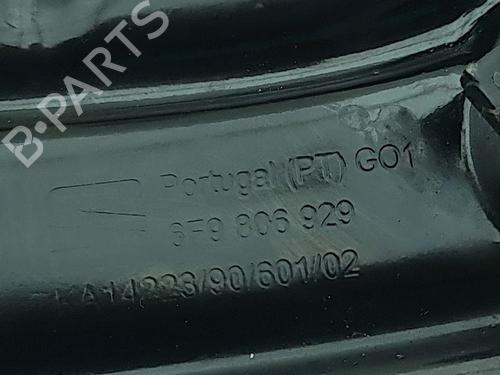 B-PARTS
Portugal (PT) G01
6F9 806 929
KA14223/90/601/02